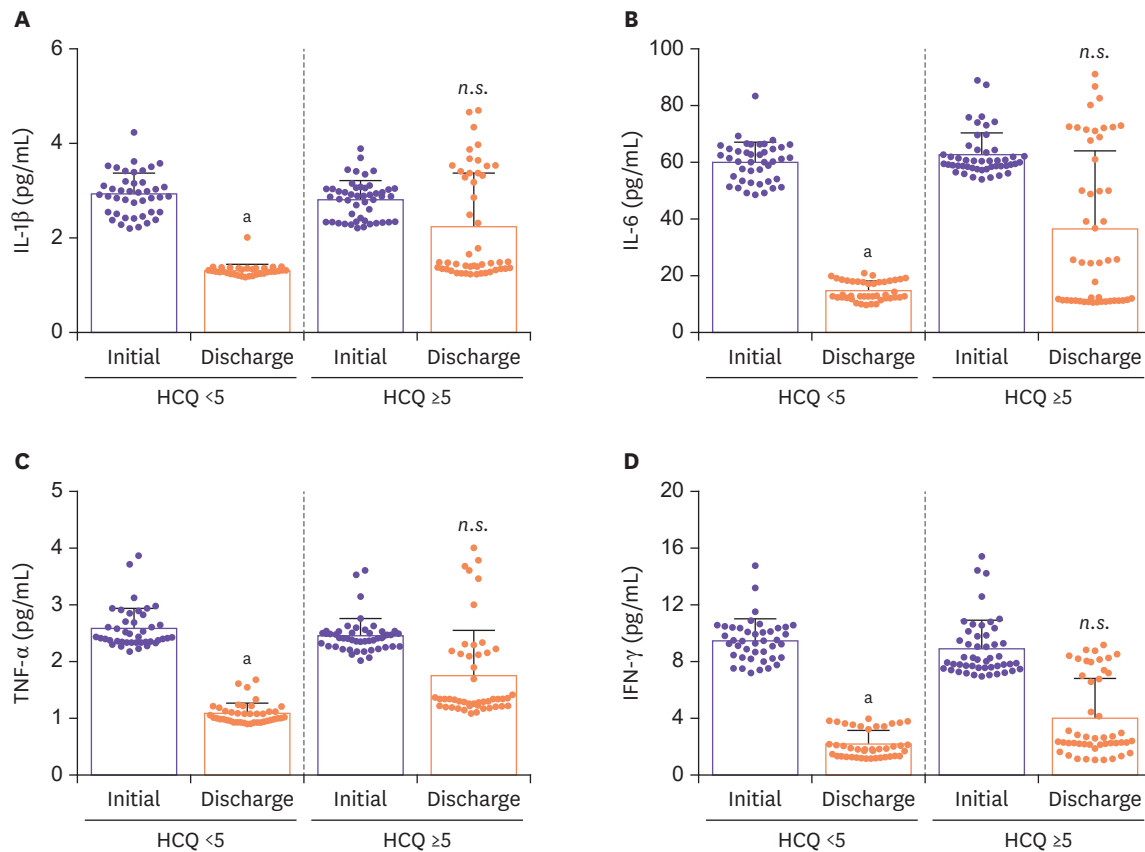 A
IL-1β (pg/mL)
6
4
2
0
a
n.s.
Initial Discharge Initial Discharge
HCQ <5 HCQ ≥5
B
IL-6 (pg/mL)
100
80
60
40
20
0
a
n.s.
Initial Discharge Initial Discharge
HCQ <5 HCQ ≥5
C
TNF-α (pg/mL)
5
4
3
2
1
0
a
n.s.
Initial Discharge Initial Discharge
HCQ <5 HCQ ≥5
D
IFN-γ (pg/mL)
20
16
12
8
4
0
a
n.s.
Initial Discharge Initial Discharge
HCQ <5 HCQ ≥5